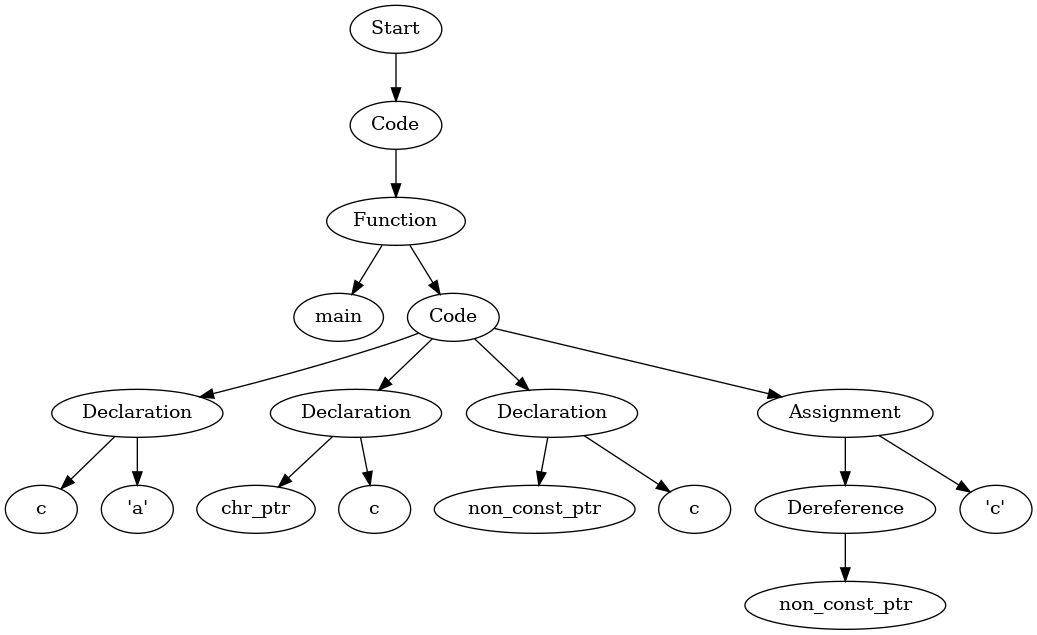 Start
Code
Function
main
Code
Declaration
Declaration
Declaration
Assignment
c
'a'
chr_ptr
c
non_const_ptr
c
Dereference
'c'
non_const_ptr